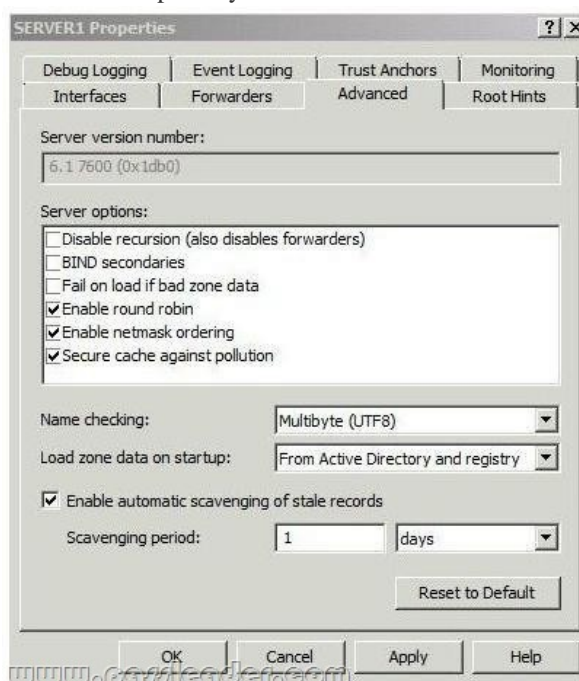 SERVER1 Properties
? X
Debug Logging Event Logging Trust Anchors Monitoring
Interfaces Forwarders Advanced Root Hints
Server version number:
6.1 7600 (0x1db0)
Server options:
Disable recursion (also disables forwarders)
BIND secondaries
Fail on load if bad zone data
Enable round robin
Enable netmask ordering
Secure cache against pollution
Name checking: Multibyte (UTF8)
Load zone data on startup: From Active Directory and registry
Enable automatic scavenging of stale records
Scavenging period: 1 days
Reset to Default
OK Cancel Apply Help